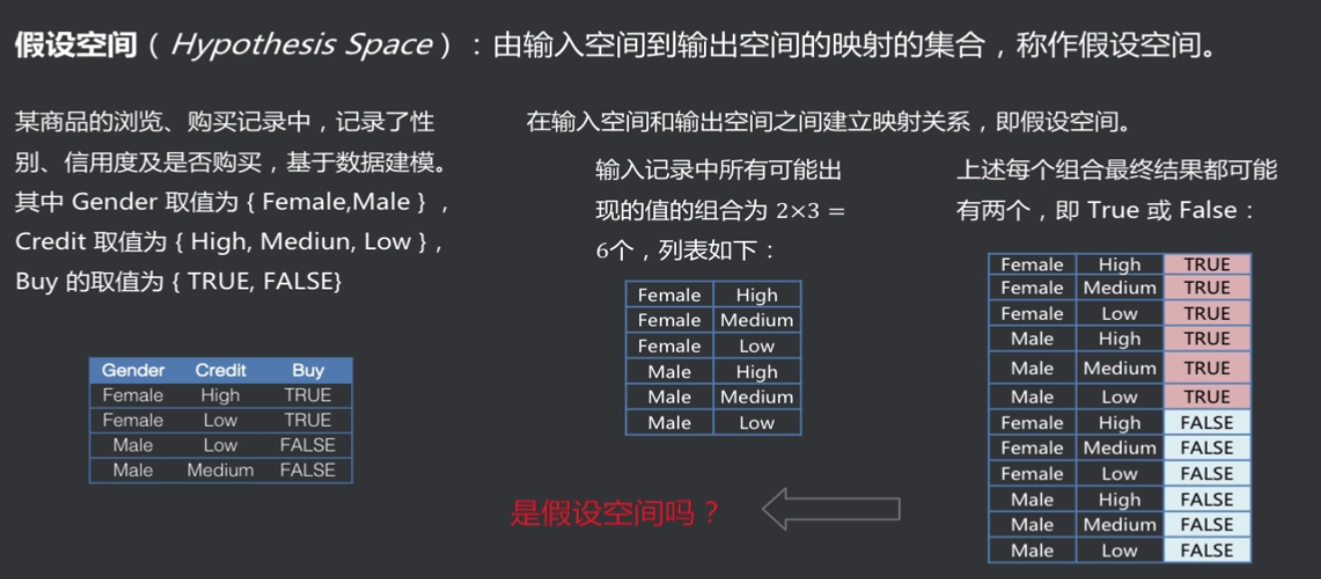 假设空间（Hypothesis Space）：由输入空间到输出空间的映射的集合，称作假设空间。
某商品的浏览、购买记录中，记录了性
别、信用度及是否购买，基于数据建模。
其中 Gender 取值为 { Female,Male } ，
Credit 取值为 { High, Mediun, Low }，
Buy 的取值为 { TRUE, FALSE}
Gender Credit Buy
Female High TRUE
Female Low TRUE
Male Low FALSE
Male Medium FALSE
在输入空间和输出空间之间建立映射关系，即假设空间。
输入记录中所有可能出
现的值的组合为 2×3 =
6个，列表如下：
Female High
Female Medium
Female Low
Male High
Male Medium
Male Low
上述每个组合最终结果都可能
有两个，即 True 或 False：
Female High TRUE
Female Medium TRUE
Female Low TRUE
Male High TRUE
Male Medium TRUE
Male Low TRUE
Female High FALSE
Female Medium FALSE
Female Low FALSE
Male High FALSE
Male Medium FALSE
Male Low FALSE
是假设空间吗？